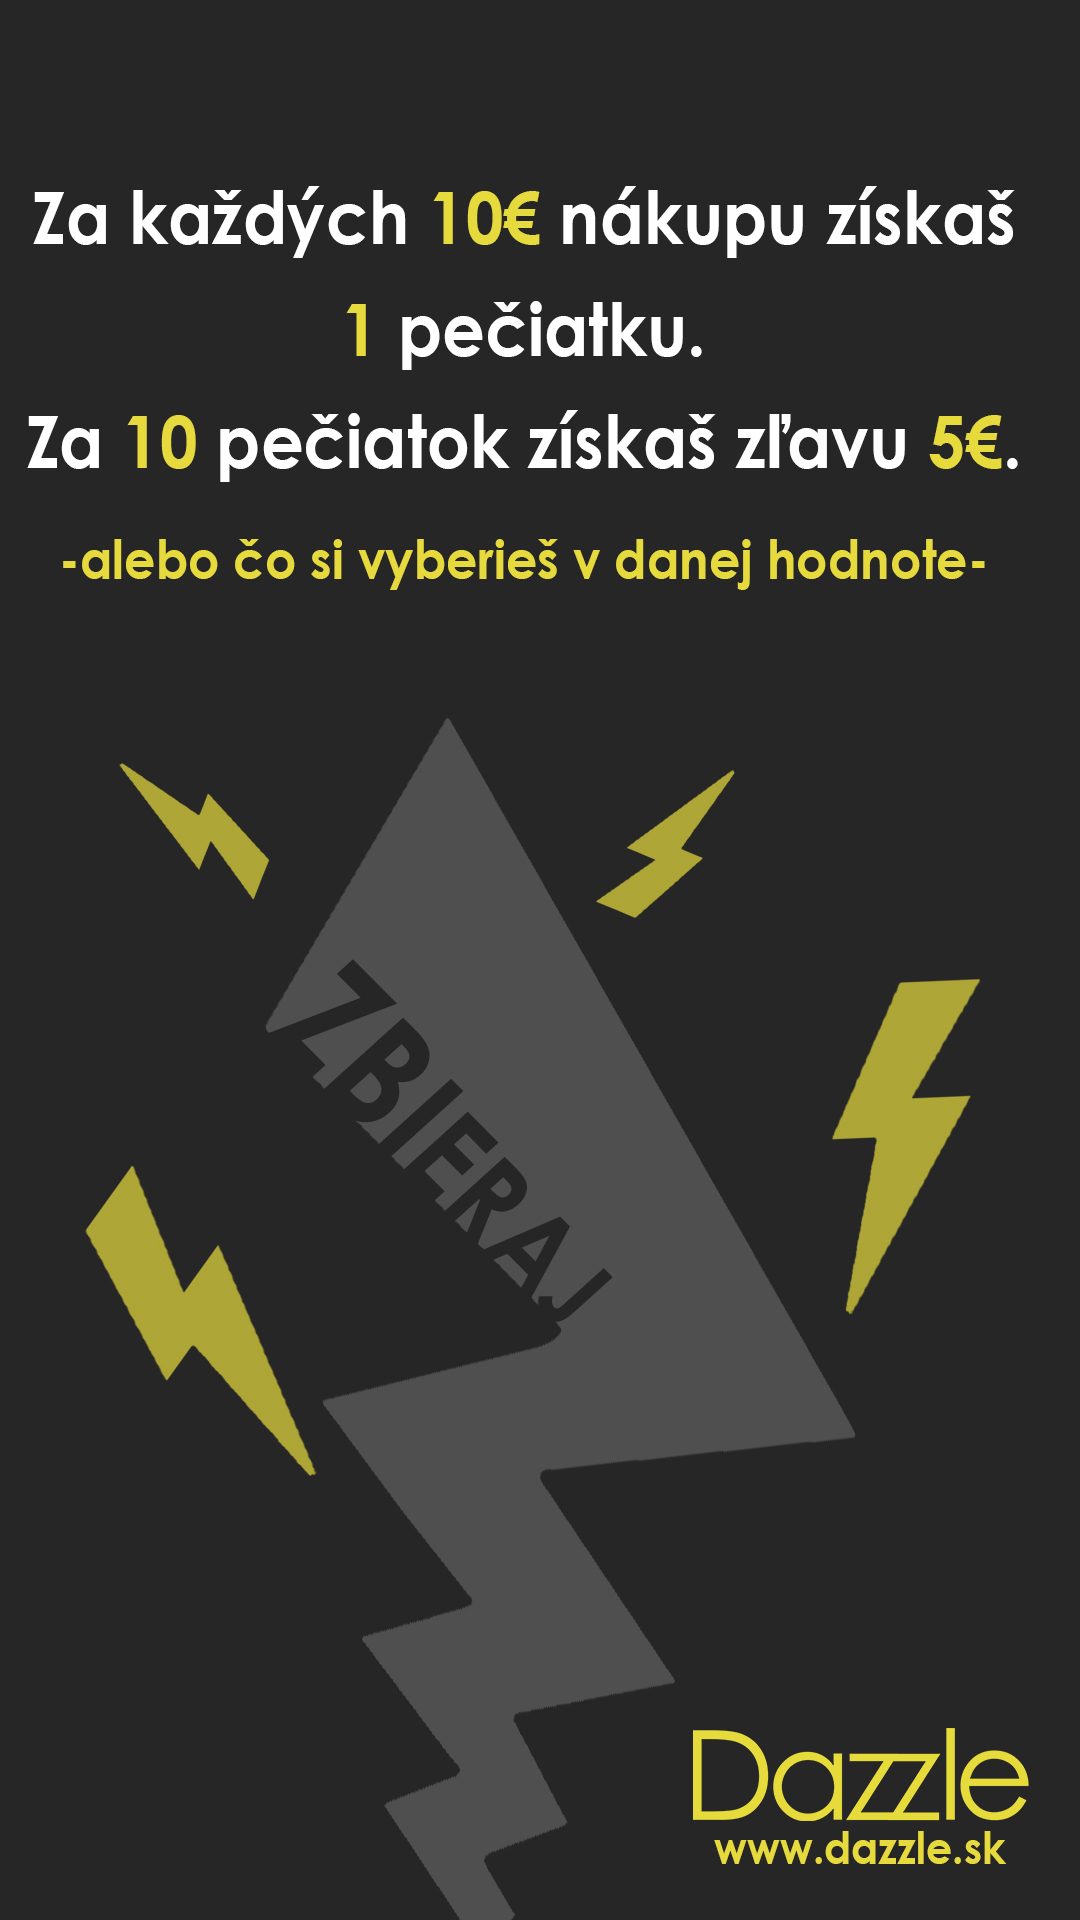 Za každých 10€ nákupu získaš
1 pečiatku.
Za 10 pečiatok získaš zľavu 5€.
-alebo čo si vyberieš v danej hodnote-
ZBIERAJ
Dazzle
www.dazzle.sk